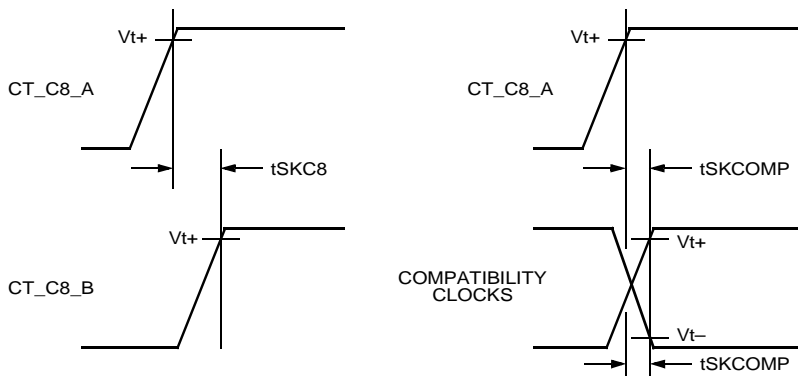 Vt+
CT_C8_A
tSKC8
Vt+
CT_C8_B
Vt+
CT_C8_A
tSKCOMP
Vt+
COMPATIBILITY
CLOCKS
Vt–
tSKCOMP